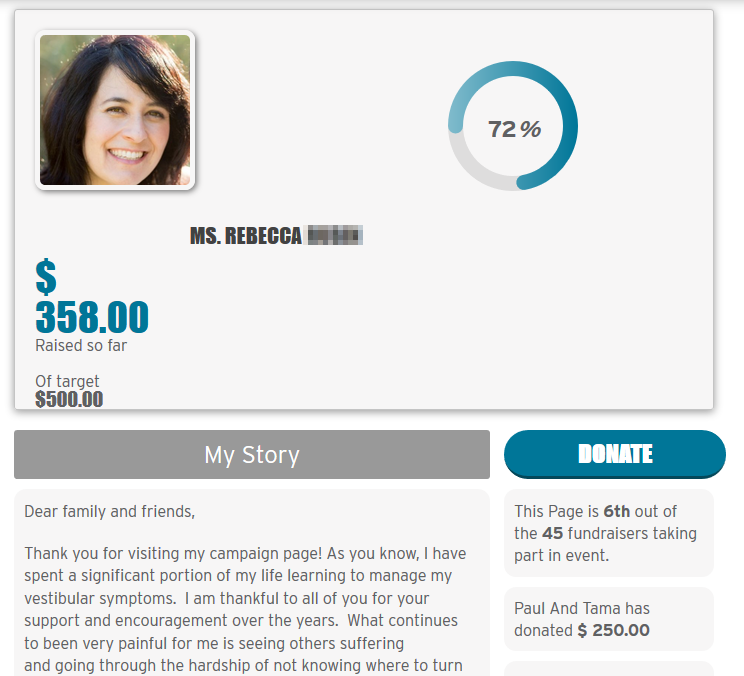 72%
MS. REBECCA
$
358.00
Raised so far
Of target
$500.00
My Story
DONATE
Dear family and friends,
Thank you for visiting my campaign page! As you know, I have
spent a significant portion of my life learning to manage my
vestibular symptoms.  I am thankful to all of you for your
support and encouragement over the years.  What continues
to been very painful for me is seeing others suffering
and going through the hardship of not knowing where to turn
This Page is 6th out of
the 45 fundraisers taking
part in event.
Paul And Tama has
donated $ 250.00